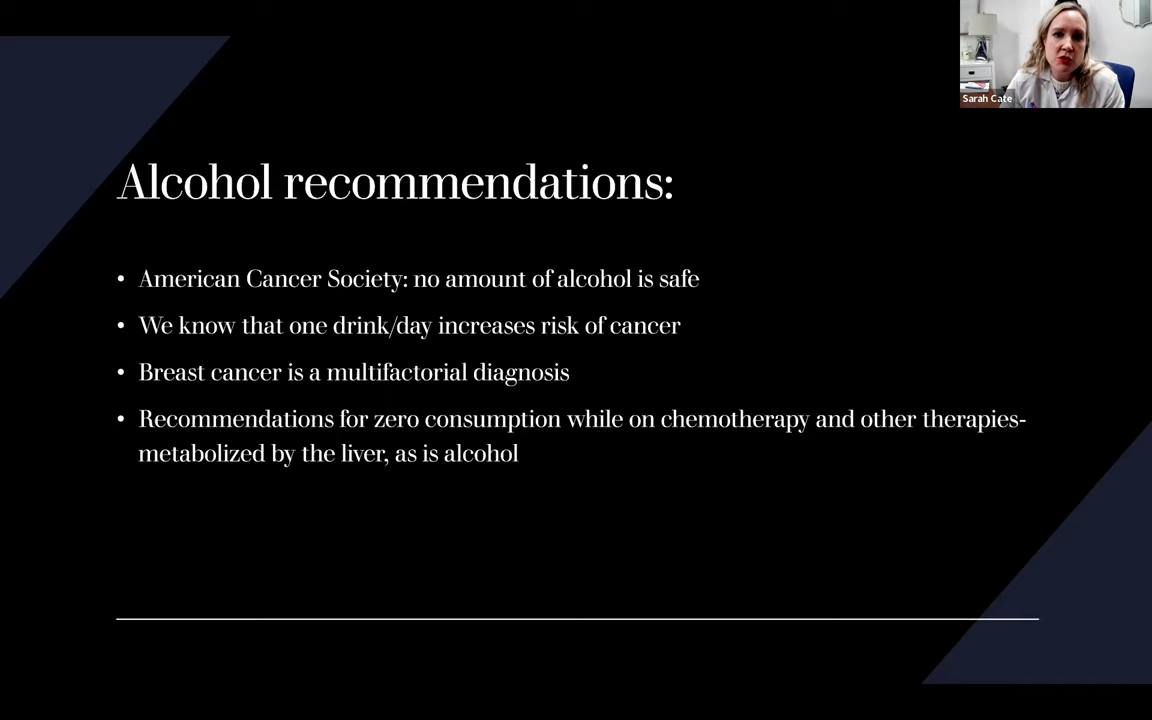 Sarah Cate
Alcohol recommendations:
• American Cancer Society: no amount of alcohol is safe
• We know that one drink/day increases risk of cancer
• Breast cancer is a multifactorial diagnosis
• Recommendations for zero consumption while on chemotherapy and other therapies-
metabolized by the liver, as is alcohol